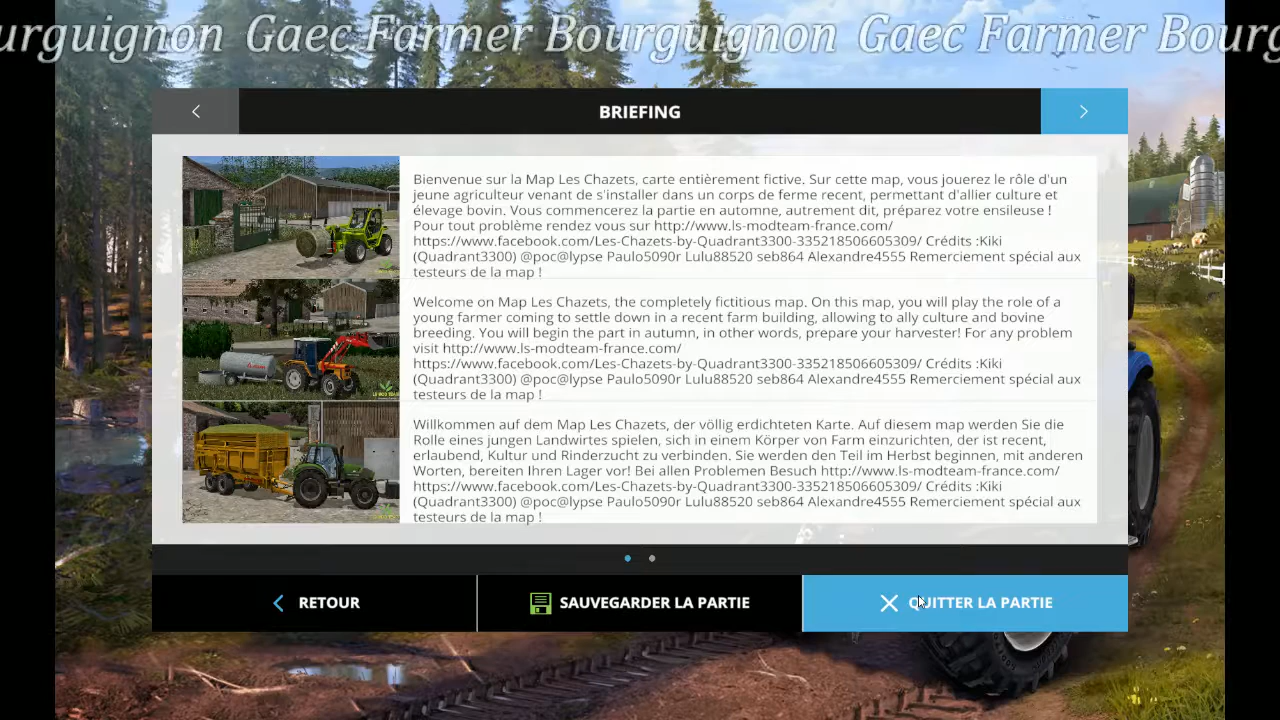 urguignon Gaec Farmer Bourguignon Gaec Farmer Bourg
BRIEFING
Bienvenue sur la Map Les Chazets, carte entièrement fictive. Sur cette map, vous jouerez le rôle d'un
jeune agriculteur venant de s'installer dans un corps de ferme recent, permettant d'allier culture et
élevage bovin. Vous commencerez la partie en automne, autrement dit, préparez votre ensileuse !
Pour tout problème rendez vous sur http://www.ls-modteam-france.com/
https://www.facebook.com/Les-Chazets-by-Quadrant3300-335218506605309/ Crédits :Kiki
(Quadrant3300) @poc@lypse Paulo5090r Lulu88520 seb864 Alexandre4555 Remerciement spécial aux
testeurs de la map !
Welcome on Map Les Chazets, the completely fictitious map. On this map, you will play the role of a
young farmer coming to settle down in a recent farm building, allowing to ally culture and bovine
breeding. You will begin the part in autumn, in other words, prepare your harvester! For any problem
visit http://www.ls-modteam-france.com/
https://www.facebook.com/Les-Chazets-by-Quadrant3300-335218506605309/ Crédits :Kiki
(Quadrant3300) @poc@lypse Paulo5090r Lulu88520 seb864 Alexandre4555 Remerciement spécial aux
testeurs de la map !
Willkommen auf dem Map Les Chazets, der völlig erdichteten Karte. Auf diesem map werden Sie die
Rolle eines jungen Landwirtes spielen, sich in einem Körper von Farm einzurichten, der ist recent,
erlaubend, Kultur und Rinderzucht zu verbinden. Sie werden den Teil im Herbst beginnen, mit anderen
Worten, bereiten Ihren Lager vor! Bei allen Problemen Besuch http://www.ls-modteam-france.com/
https://www.facebook.com/Les-Chazets-by-Quadrant3300-335218506605309/ Crédits :Kiki
(Quadrant3300) @poc@lypse Paulo5090r Lulu88520 seb864 Alexandre4555 Remerciement spécial aux
testeurs de la map !
RETOUR
SAUVEGARDER LA PARTIE
QUITTER LA PARTIE